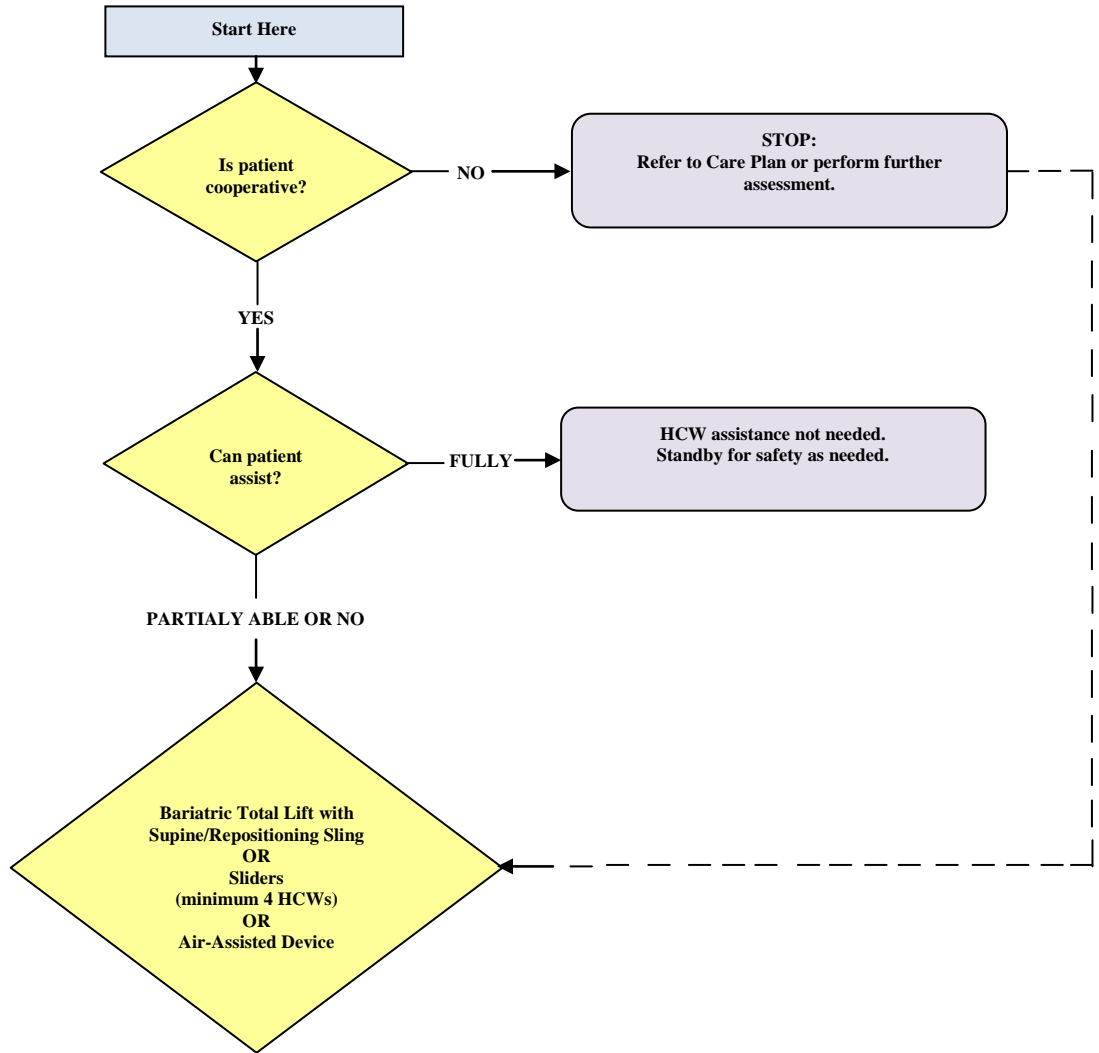 Start Here
Is patient
cooperative?
NO
STOP:
Refer to Care Plan or perform further
assessment.
YES
Can patient
assist?
FULLY
HCW assistance not needed.
Standby for safety as needed.
PARTIALY ABLE OR NO
Bariatric Total Lift with
Supine/Repositioning Sling
OR
Sliders
(minimum 4 HCWs)
OR
Air-Assisted Device